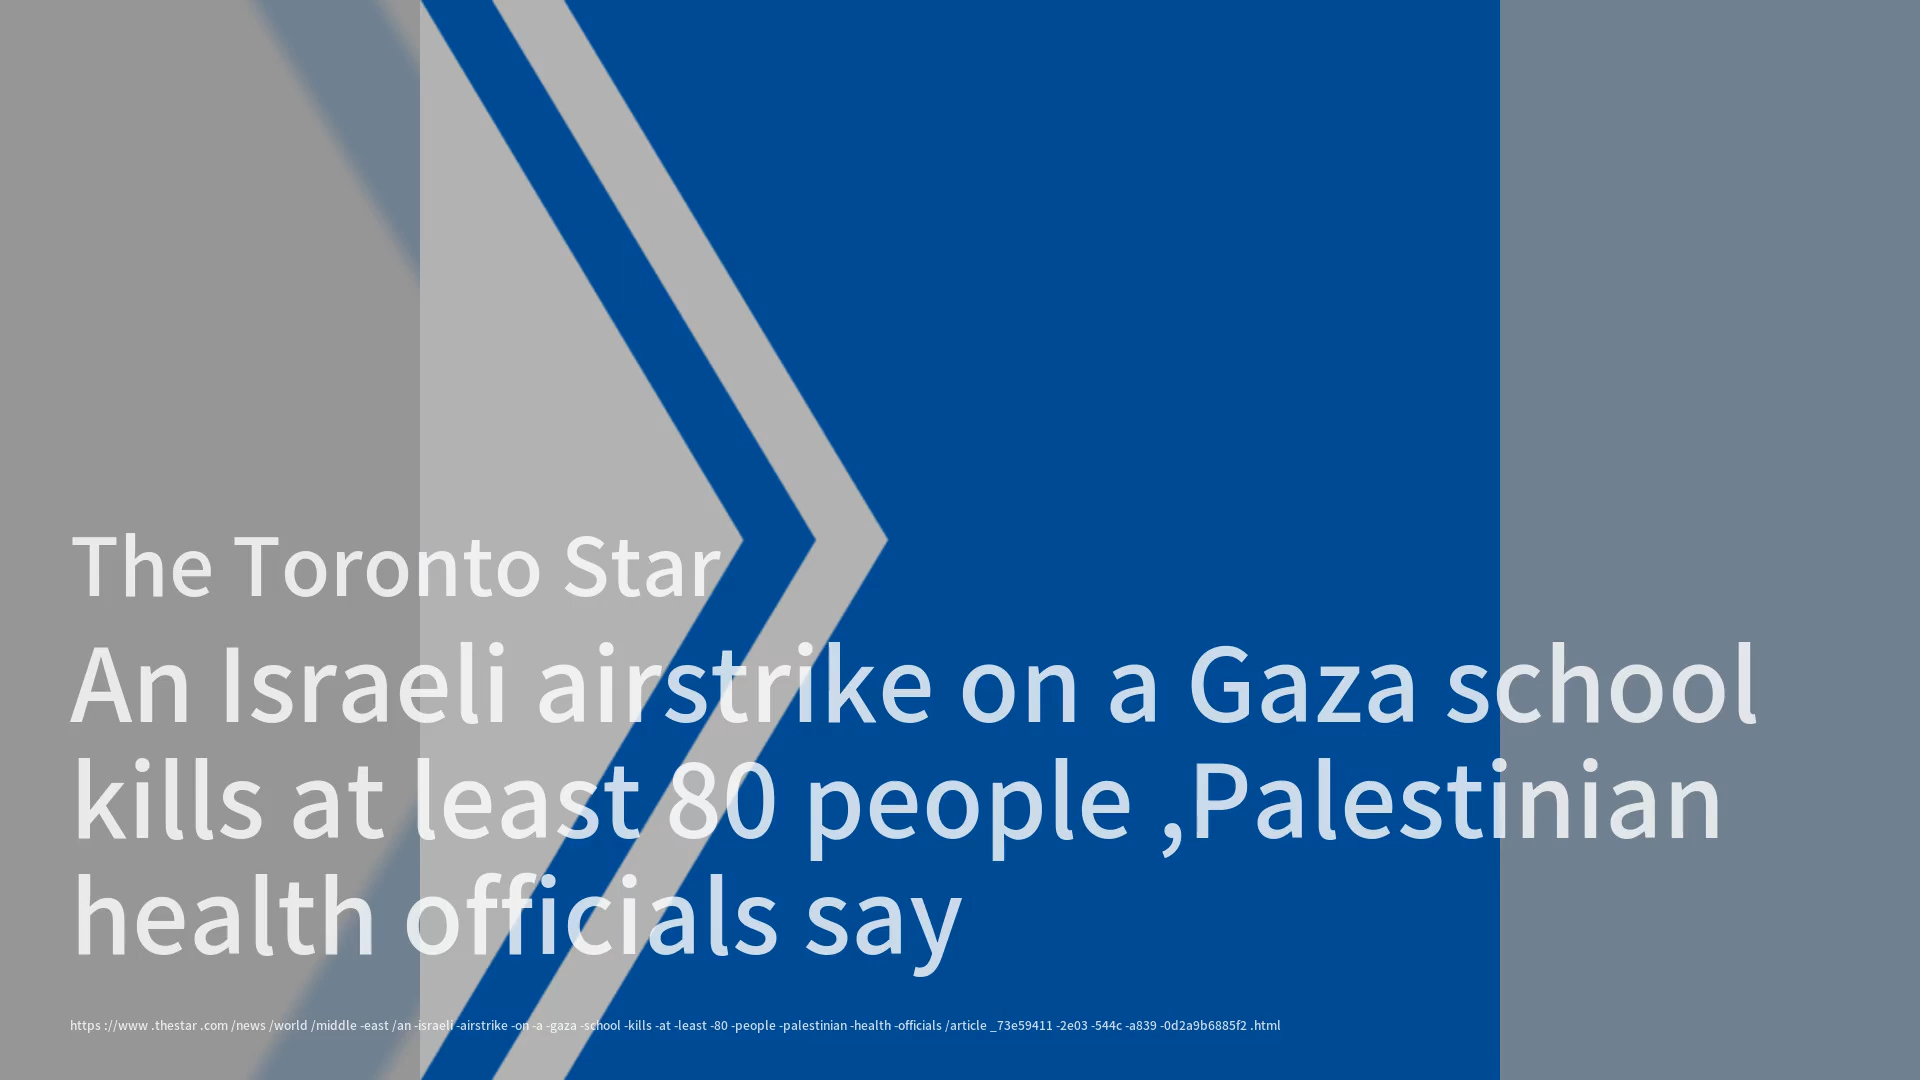 The Toronto Star
An Israeli airstrike on a Gaza school
kills at least 80 people ,Palestinian
health officials say
https ://www .thestar .com /news /world /middle -east /an -israeli -airstrike -on -a -gaza -school -kills -at -least -80 -people -palestinian -health -officials /article _73e59411 -2e03 -544c -a839 -0d2a9b6885f2 .html